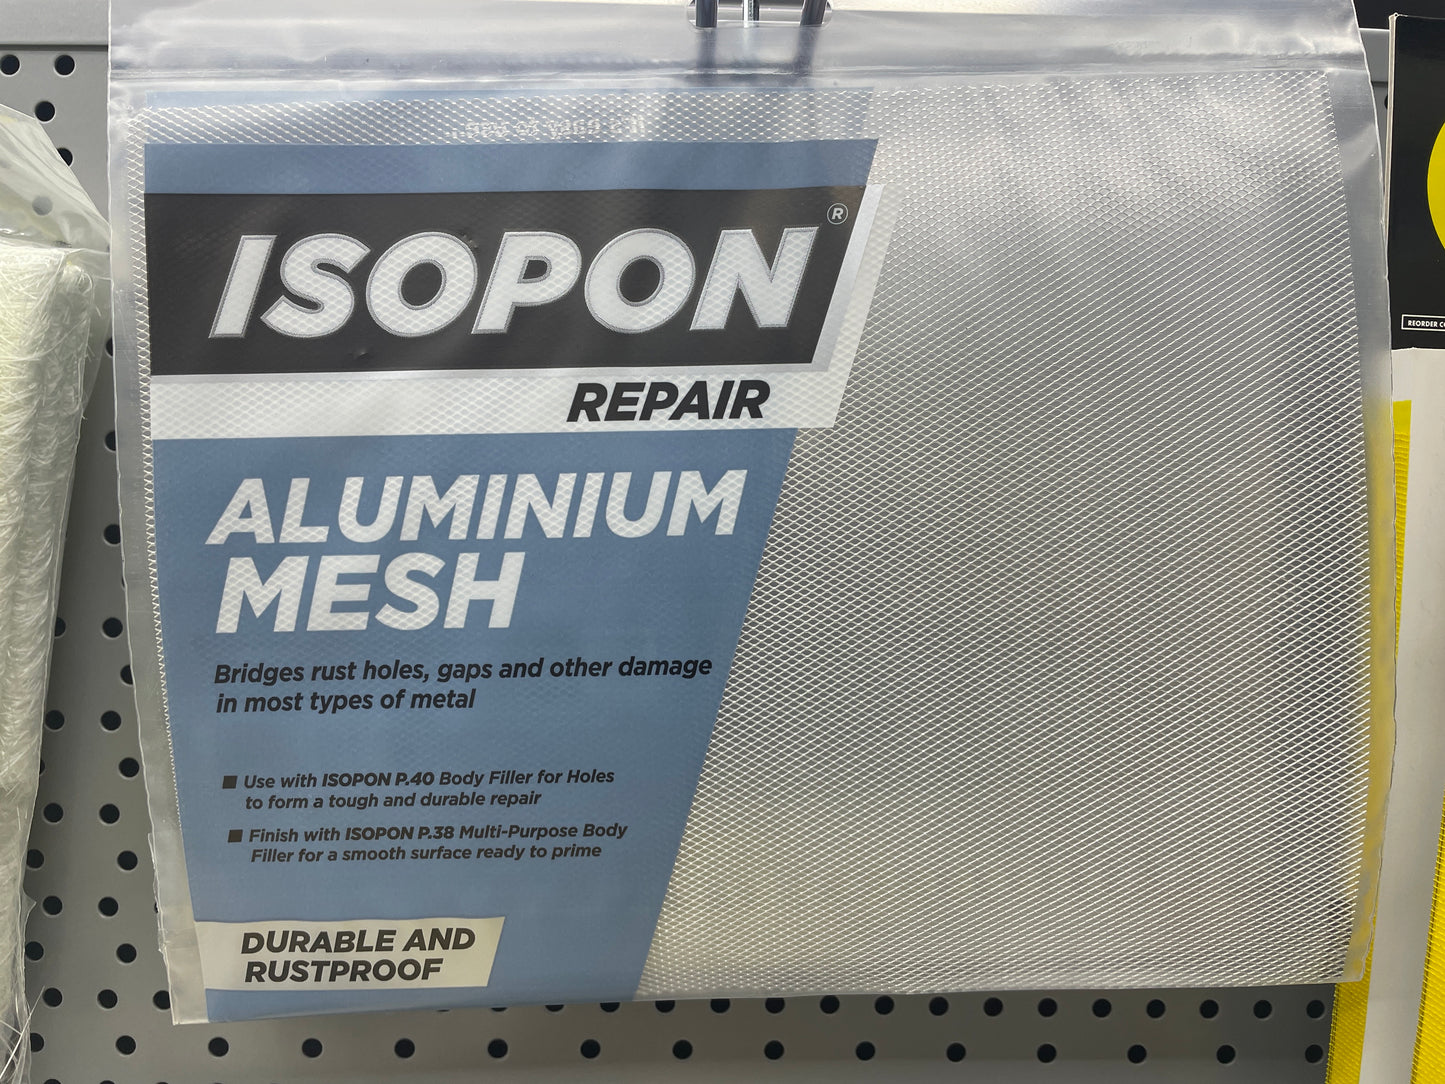 ISOPON®
REPAIR
ALUMINIUM
MESH
Bridges rust holes, gaps and other damage
in most types of metal
■ Use with ISOPON P.40 Body Filler for Holes
to form a tough and durable repair
■ Finish with ISOPON P.38 Multi-Purpose Body
Filler for a smooth surface ready to prime
DURABLE AND
RUSTPROOF
REORDER